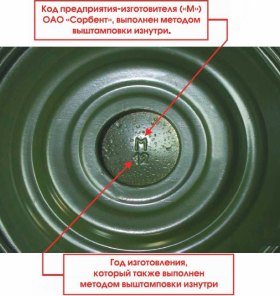 Код предприятия-изготовителя («М»)
ОАО «Сорбент», выполнен методом
выштамповки изнутри.
М
12
Год изготовления,
который также выполнен
методом выштамповки изнутри